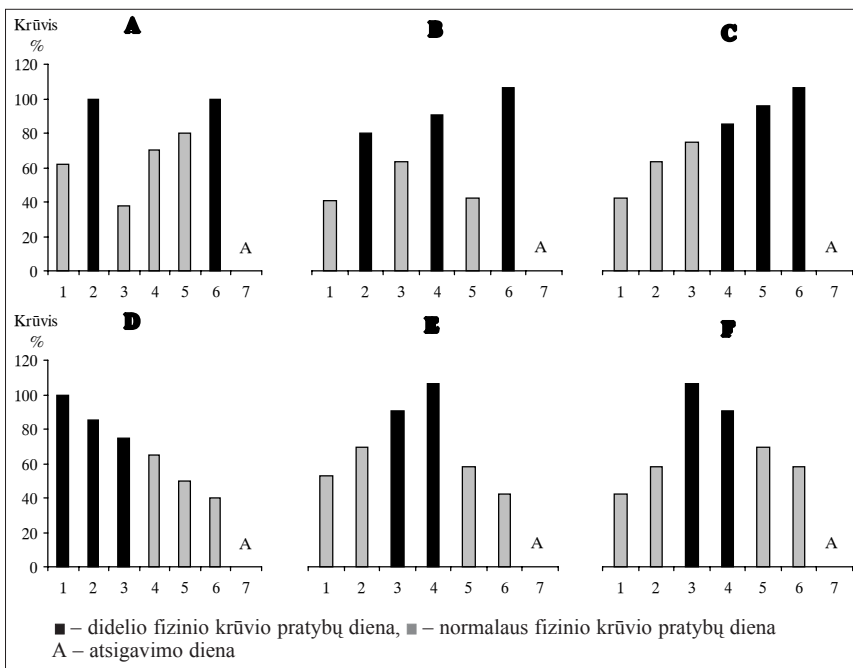 Krūvis
%
A
B
C
120
100
80
60
40
20
0
A
A
A
1 2 3 4 5 6 7
1 2 3 4 5 6 7
1 2 3 4 5 6 7
Krūvis
%
D
E
F
120
100
80
60
40
20
0
A
A
A
1 2 3 4 5 6 7
1 2 3 4 5 6 7
1 2 3 4 5 6 7
■ – didelio fizinio krūvio pratybų diena, ■ – normalaus fizinio krūvio pratybų diena
A – atsigavimo diena